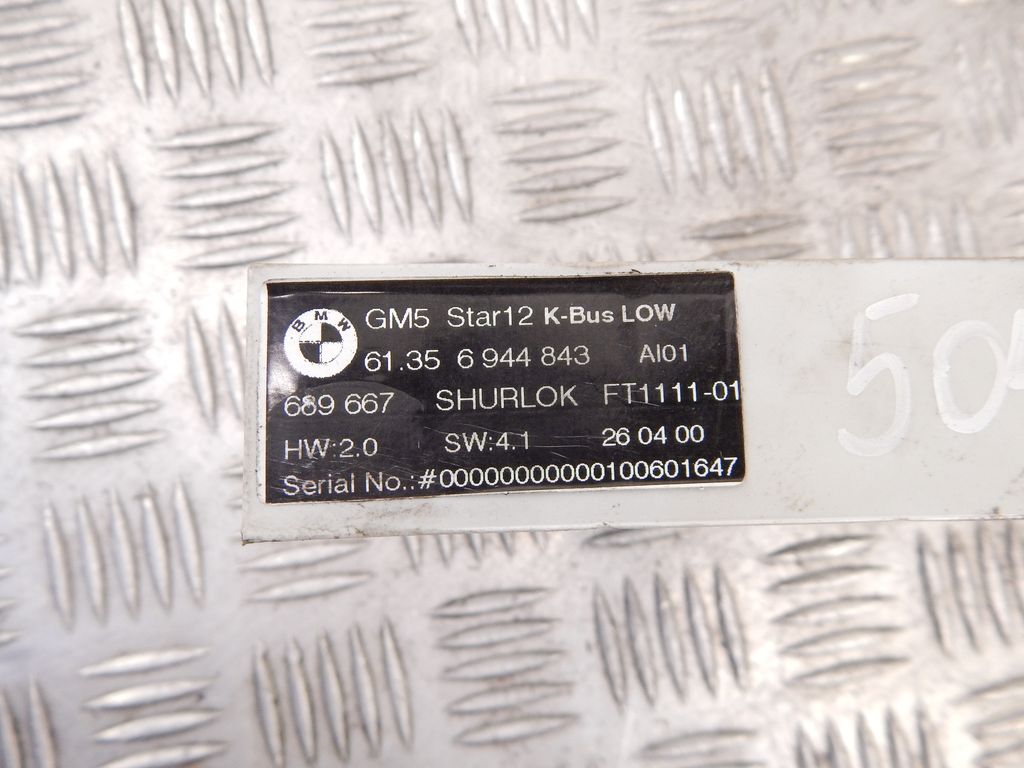 BMW
GM5 Star12 K-Bus LOW
61.35 6 944 843 AI01
689 667 SHURLOK FT1111-01
HW:2.0 SW:4.1 26 04 00
Serial No.:#00000000000100601647